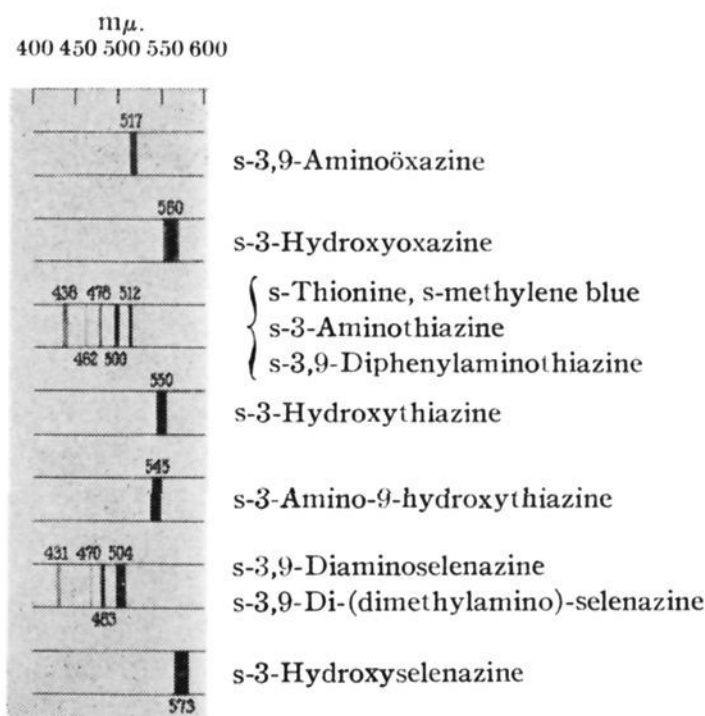 mμ.
400 450 500 550 600
517
s-3,9-Aminoöxazine
560
s-3-Hydroxyoxazine
438 478 512
s-Thionine, s-methylene blue
s-3-Aminothiazine
462 500
s-3,9-Diphenylaminothiazine
550
s-3-Hydroxythiazine
545
s-3-Amino-9-hydroxythiazine
431 470 504
s-3,9-Diaminoselenazine
s-3,9-Di-(dimethylamino)-selenazine
483
s-3-Hydroxyselenazine
573